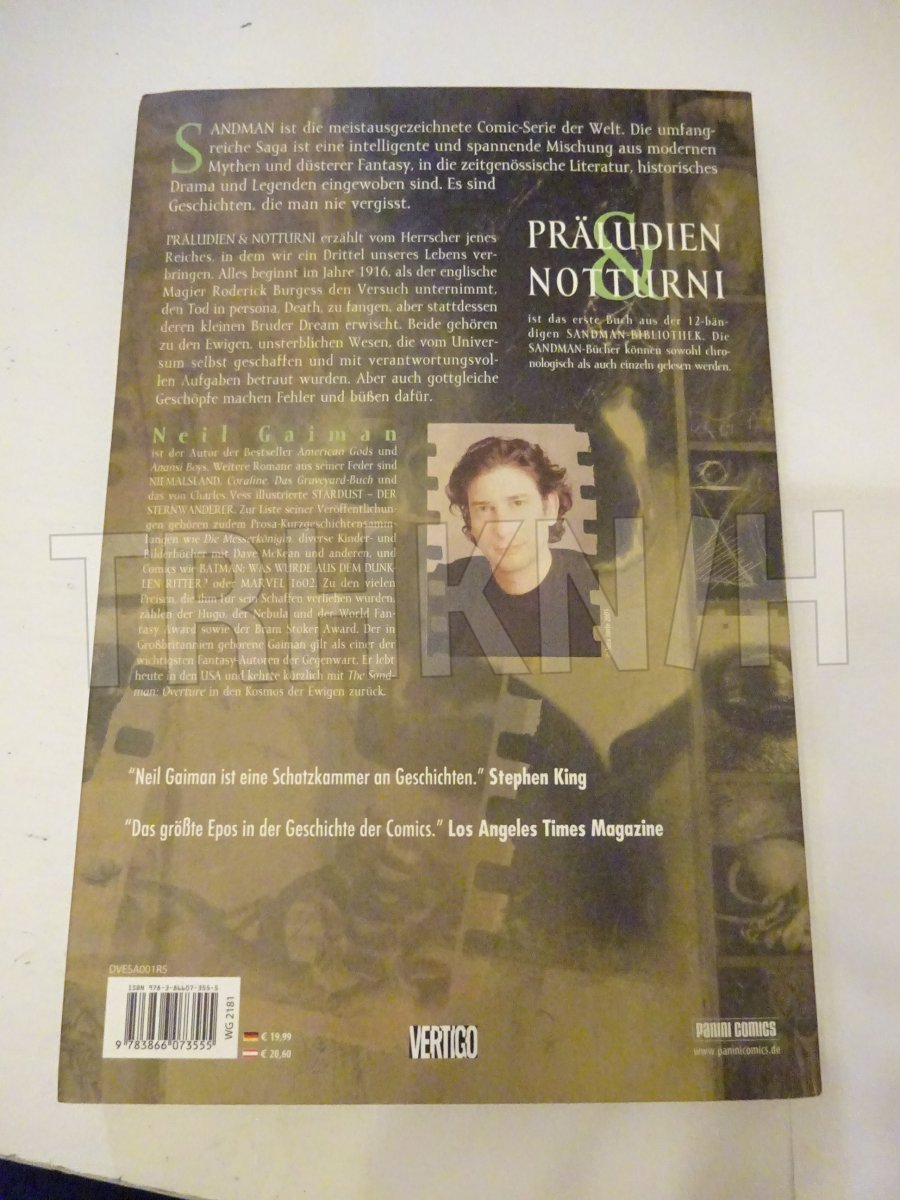 SANDMAN ist die meistausgezeichnete Comic-Serie der Welt. Die umfang-
reiche Saga ist eine intelligente und spannende Mischung aus modernen
Mythen und düsterer Fantasy, in die zeitgenössische Literatur, historisches
Drama und Legenden eingewoben sind. Es sind
Geschichten, die man nie vergisst.
PRÄLUDIEN & NOTTURNI erzählt vom Herrscher jenes
Reiches, in dem wir ein Drittel unseres Lebens ver-
bringen. Alles beginnt im Jahre 1916, als der englische
Magier Roderick Burgess den Versuch unternimmt,
den Tod in persona, Death, zu fangen, aber stattdessen
deren kleinen Bruder Dream erwischt. Beide gehören
zu den Ewigen, unsterblichen Wesen, die vom Univer-
sum selbst geschaffen und mit verantwortungsvol-
len Aufgaben betraut wurden. Aber auch gottgleiche
Geschöpfe machen Fehler und büßen dafür.
PRÄLUDIEN
&
NOTTURNI
ist das erste Buch aus der 12-bän-
digen SANDMAN-BIBLIOTHEK. Die
SANDMAN-Bücher können sowohl chro-
nologisch als auch einzeln gelesen werden.
Neil Gaiman
ist der Autor der Bestseller American Gods und
Anansi Boys. Weitere Romane aus seiner Feder sind
NIEMALSLAND, Coraline, Das Graveyard-Buch und
das von Charles Vess illustrierte STARDUST – DER
STERNWANDERER. Zur Liste seiner Veröffentlichun-
gen gehören zudem Prosa-Kurzgeschichtensamm-
lungen wie Die Messerkönigin, diverse Kinder- und
Bilderbücher mit Dave McKean und anderen, und
Comics wie BATMAN: WAS WURDE AUS DEM DUNK-
LEN RITTER? oder MARVEL 1602. Zu den vielen
Preisen, die ihm für sein Schaffen verliehen wurden,
zählen der Hugo, der Nebula und der World Fan-
tasy Award sowie der Bram Stoker Award. Der in
Großbritannien geborene Gaiman gilt als einer der
wichtigsten Fantasy-Autoren der Gegenwart. Er lebt
heute in den USA und kehrte kürzlich mit The Sand-
man: Overture in den Kosmos der Ewigen zurück.
"Neil Gaiman ist eine Schatzkammer an Geschichten." Stephen King
"Das größte Epos in der Geschichte der Comics." Los Angeles Times Magazine
DVESA001R5
ISBN 978-3-86607-355-5
9 783866 073555
WG 2181
€ 19,99
€ 20,60
VERTIGO
PANINI COMICS
www.paninicomics.de